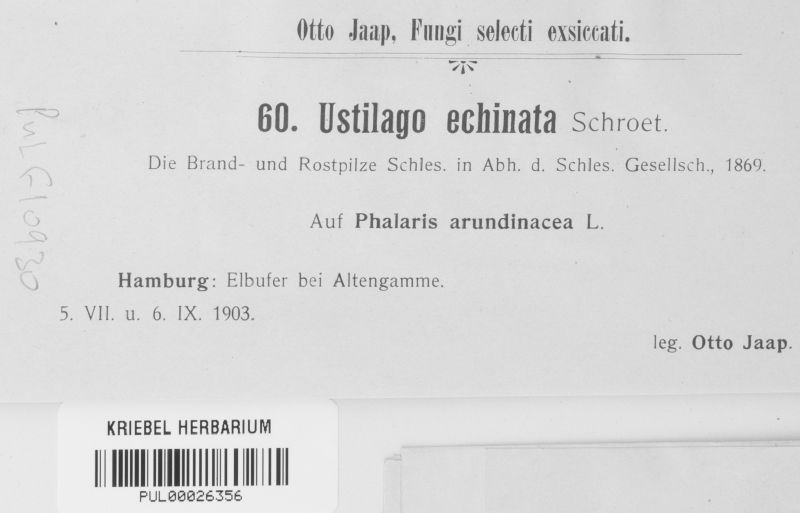 Otto Jaap, Fungi selecti exsiccati.
60. Ustilago echinata Schroet.
Die Brand- und Rostpilze Schles. in Abh. d. Schles. Gesellsch., 1869.
Auf Phalaris arundinacea L.
Hamburg: Elbufer bei Altengamme.
5. VII. u. 6. IX. 1903.
leg. Otto Jaap.
PUL F10930
KRIEBEL HERBARIUM
PUL00026356